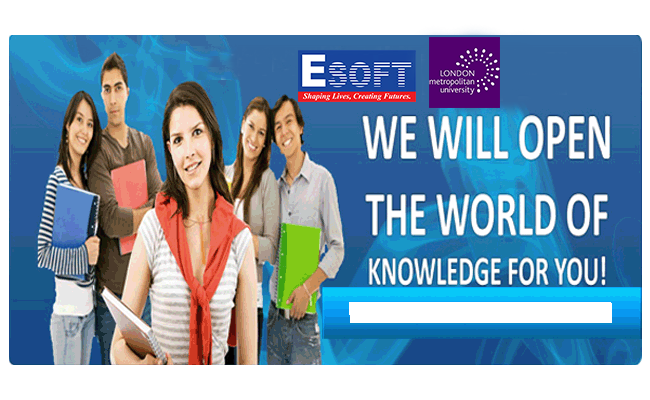 ESOFT
Shaping Lives, Creating Futures.
LONDON
metropolitan
university
WE WILL OPEN
THE WORLD OF
KNOWLEDGE FOR YOU!